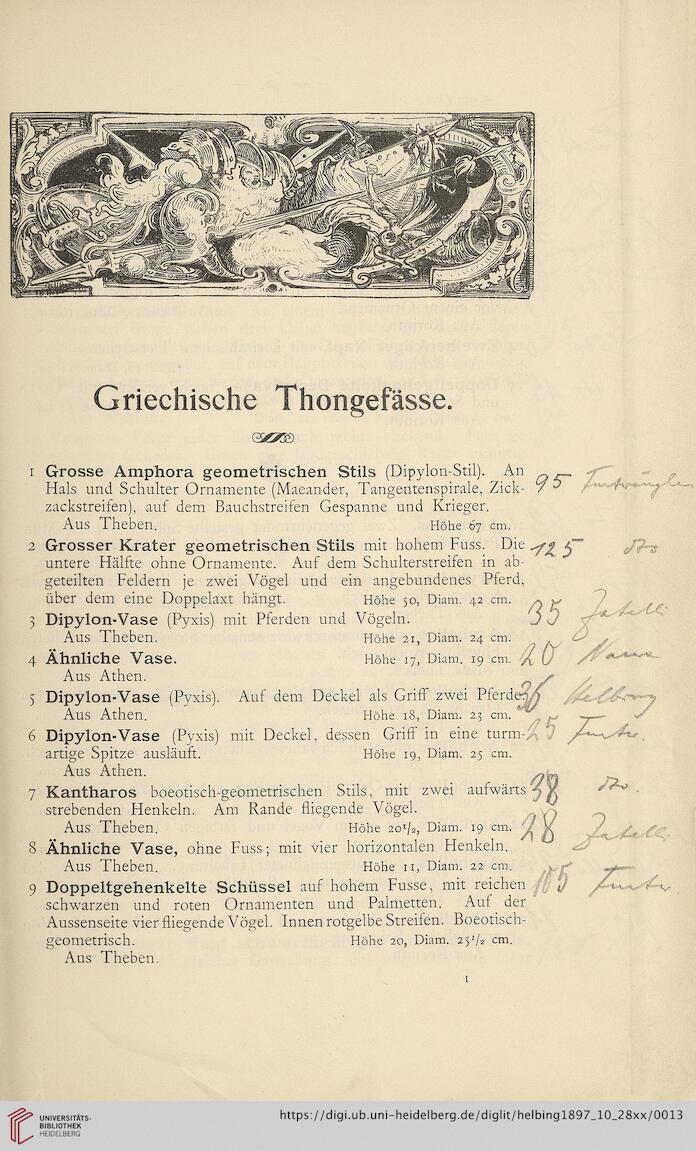 Griechische Thongefässe.
1 Grosse Amphora geometrischen Stils (Dipylon-Stil). An
Hals und Schulter Ornamente (Maeander, Tangentenspirale, Zick-
zackstreifen), auf dem Bauchstreifen Gespanne und Krieger.
Aus Theben. Höhe 67 cm.
95 Furtwängler
2 Grosser Krater geometrischen Stils mit hohem Fuss. Die
untere Hälfte ohne Ornamente. Auf dem Schulterstreifen in ab-
geteilten Feldern je zwei Vögel und ein angebundenes Pferd,
über dem eine Doppelaxt hängt. Höhe 50, Diam. 42 cm.
125 dto
3 Dipylon-Vase (Pyxis) mit Pferden und Vögeln.
Aus Theben. Höhe 21, Diam. 24 cm.
35
4 Ähnliche Vase. Höhe 17, Diam. 19 cm.
Aus Athen.
20
5 Dipylon-Vase (Pyxis). Auf dem Deckel als Griff zwei Pferde.
Aus Athen. Höhe 18, Diam. 23 cm.
36 Helbing
6 Dipylon-Vase (Pyxis) mit Deckel, dessen Griff in eine turm-
artige Spitze ausläuft. Höhe 19, Diam. 25 cm.
Aus Athen.
25 Furtw.
7 Kantharos boeotisch-geometrischen Stils, mit zwei aufwärts
strebenden Henkeln. Am Rande fliegende Vögel.
Aus Theben. Höhe 20½, Diam. 19 cm.
38 dto.
8 Ähnliche Vase, ohne Fuss; mit vier horizontalen Henkeln.
Aus Theben. Höhe 11, Diam. 22 cm.
28
9 Doppeltgehenkelte Schüssel auf hohem Fusse, mit reichen
schwarzen und roten Ornamenten und Palmetten. Auf der
Aussenseite vier fliegende Vögel. Innen rotgelbe Streifen. Boeotisch-
geometrisch. Höhe 20, Diam. 25½ cm.
Aus Theben.
105 Furtw.
1
UNIVERSITÄTS-
BIBLIOTHEK
HEIDELBERG
https://digi.ub.uni-heidelberg.de/diglit/helbing1897_10_28xx/0013